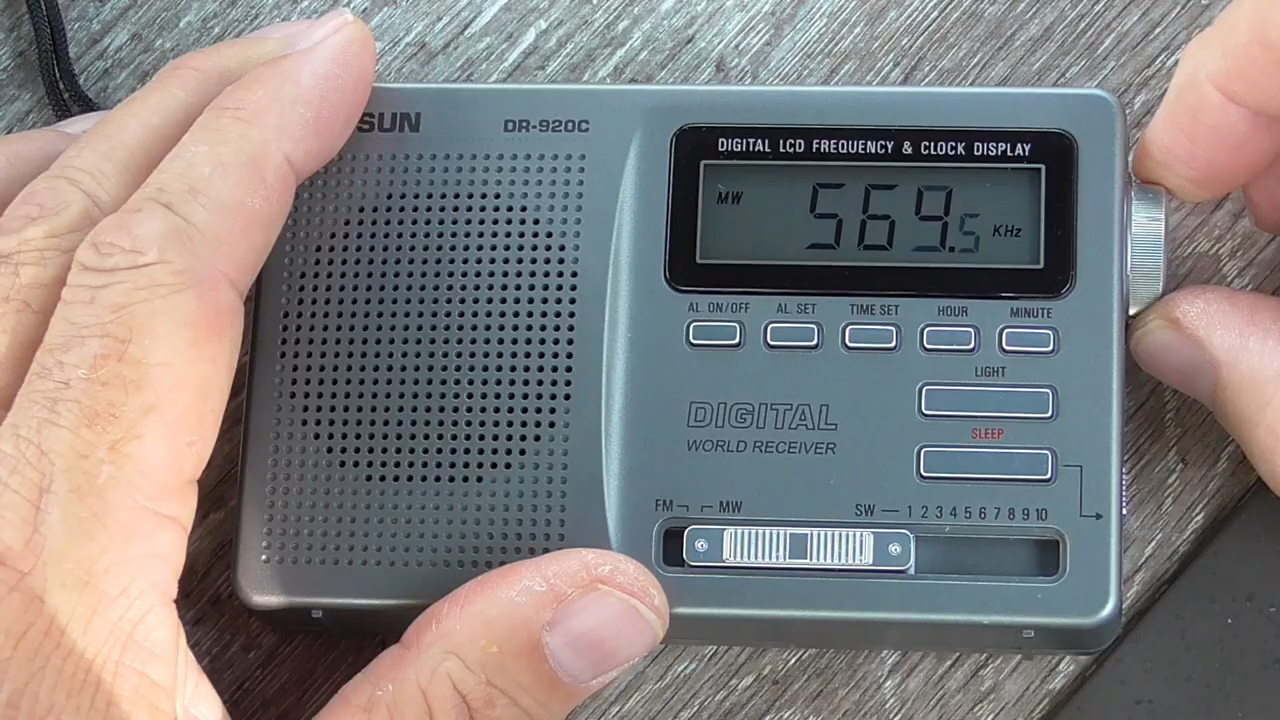 SUN DR-920C
DIGITAL LCD FREQUENCY & CLOCK DISPLAY
MW 569.5 KHz
AL. ON/OFF AL. SET TIME SET HOUR MINUTE
LIGHT
SLEEP
DIGITAL
WORLD RECEIVER
FM MW SW 1 2 3 4 5 6 7 8 9 10